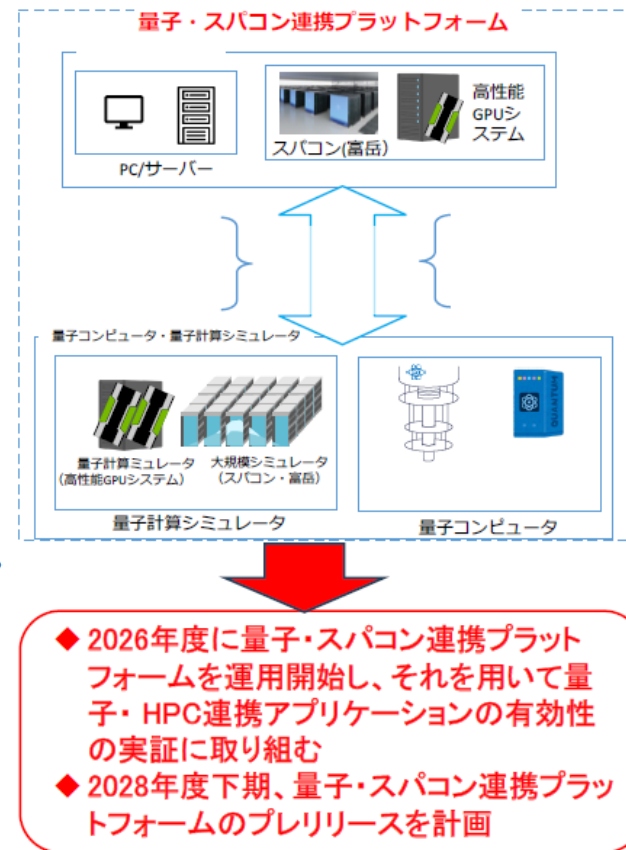 量子・スパコン連携プラットフォーム
高性能
GPUシ
ステム
スパコン(富岳）
PC/サーバー
量子コンピュータ・量子計算シミュレータ
QUANTUM
量子計算ミュレータ
(高性能GPUシステム）
大規模シミュレータ
（スパコン・富岳）
量子計算シミュレータ
量子コンピュータ
◆ 2026年度に量子・スパコン連携プラット
フォームを運用開始し、それを用いて量
子・ HPC連携アプリケーションの有効性
の実証に取り組む
◆ 2028年度下期、量子・スパコン連携プラッ
トフォームのプレリリースを計画